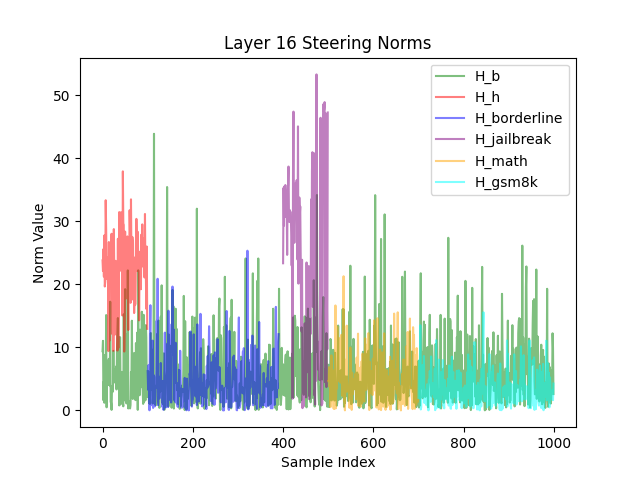 Layer 16 Steering Norms
H_b
H_h
H_borderline
H_jailbreak
H_math
H_gsm8k
50
40
30
20
10
0
Norm Value
0
200
400
600
800
1000
Sample Index